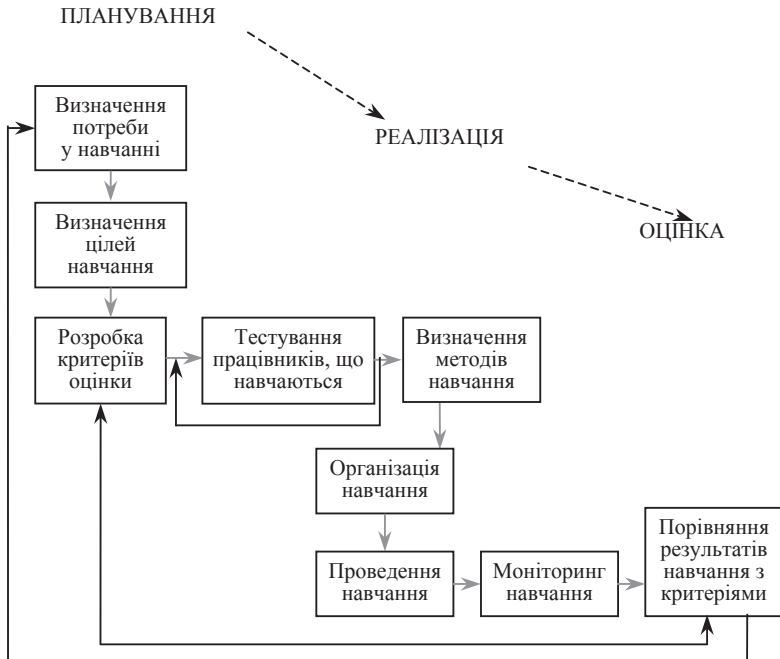 ПЛАНУВАННЯ
РЕАЛІЗАЦІЯ
ОЦІНКА
Визначення
потреби
у навчанні
Визначення
цілей
навчання
Розробка
критеріїв
оцінки
Тестування
працівників, що
навчаються
Визначення
методів
навчання
Організація
навчання
Проведення
навчання
Моніторинг
навчання
Порівняння
результатів
навчання з
критеріями